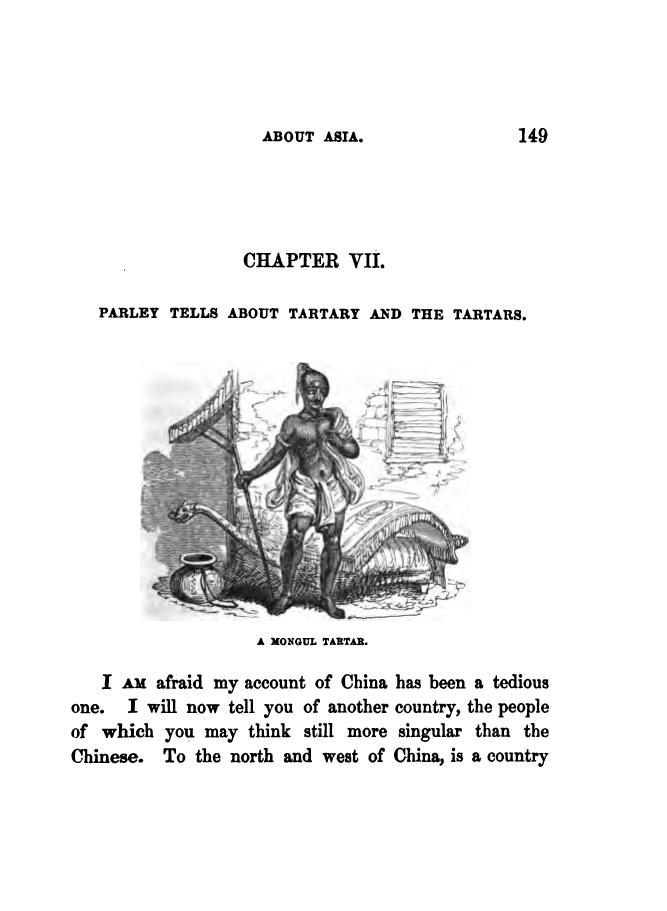 ABOUT ASIA. 149
CHAPTER VII.
PARLEY TELLS ABOUT TARTARY AND THE TARTARS.
A MONGUL TARTAR.
I AM afraid my account of China has been a tedious
one. I will now tell you of another country, the people
of which you may think still more singular than the
Chinese. To the north and west of China, is a country